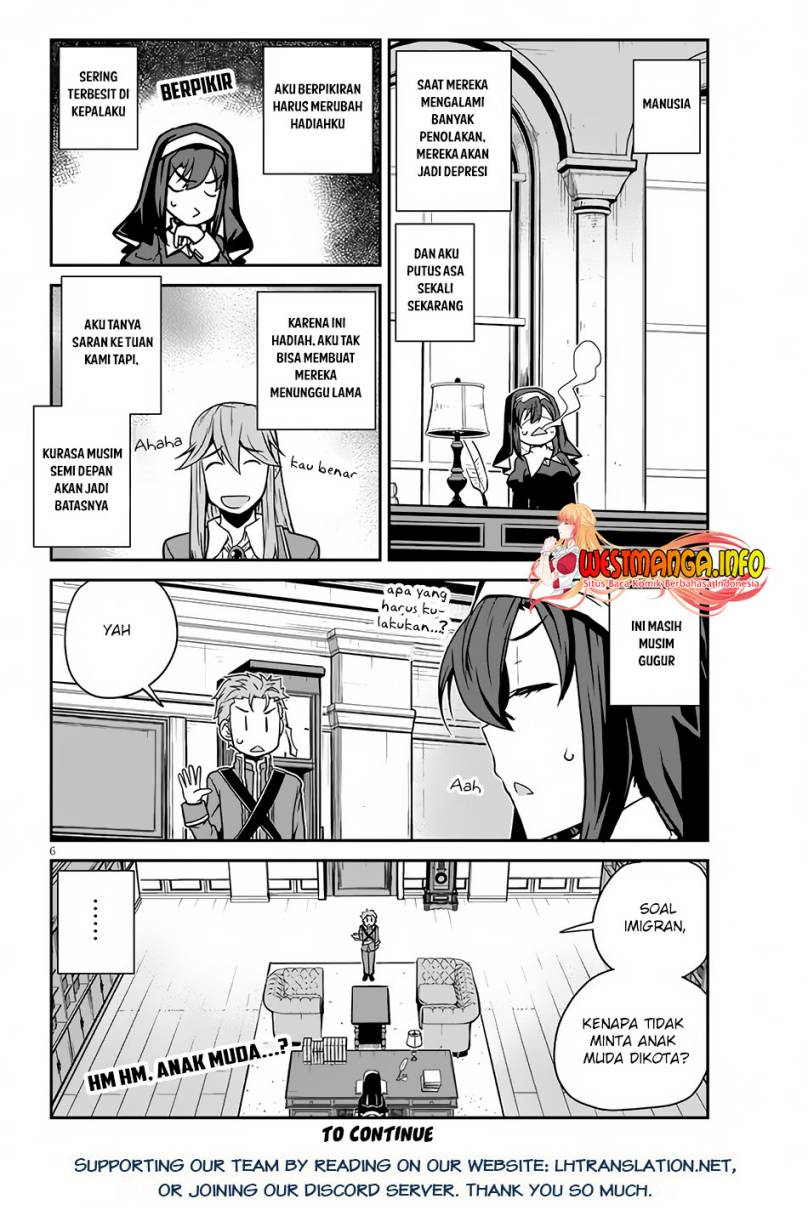 MANUSIA
SAAT MEREKA
MENGALAMI
BANYAK
PENOLAKAN,
MEREKA AKAN
JADI DEPRESI
DAN AKU
PUTUS ASA
SEKALI
SEKARANG
AKU BERPIKIRAN
HARUS MERUBAH
HADIAHKU
BERPIKIR
SERING
TERBESIT DI
KEPALAKU
KARENA INI
HADIAH, AKU TAK
BISA MEMBUAT
MEREKA
MENUNGGU LAMA
AKU TANYA
SARAN KE TUAN
KAMI TAPI,
Ahaha
kau benar
KURASA MUSIM
SEMI DEPAN
AKAN JADI
BATASNYA
WESTMANGA.INFO
Situs Baca Komik Berbahasa Indonesia
INI MASIH
MUSIM
GUGUR
apa yang
harus ku-
lakukan...?
Aah
YAH
6
SOAL
IMIGRAN,
KENAPA TIDAK
MINTA ANAK
MUDA DIKOTA?
......
HM HM, ANAK MUDA...?
TO CONTINUE
SUPPORTING OUR TEAM BY READING ON OUR WEBSITE: LHTRANSLATION.NET,
OR JOINING OUR DISCORD SERVER. THANK YOU SO MUCH.